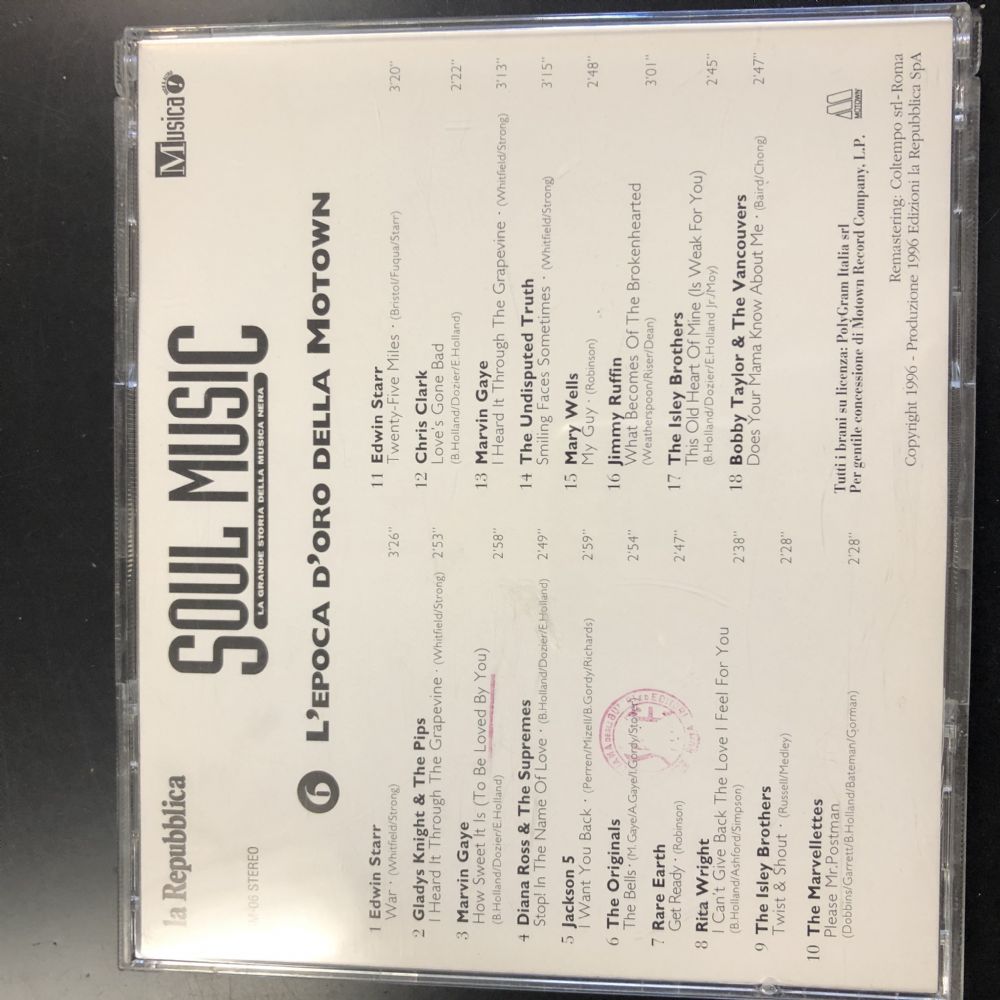 la Repubblica
Musica!
M06 STEREO
SOUL MUSIC
LA GRANDE STORIA DELLA MUSICA NERA
6 L'EPOCA D'ORO DELLA MOTOWN
1 Edwin Starr
War · (Whitfield/Strong) 3'26"
2 Gladys Knight & The Pips
I Heard It Through The Grapevine · (Whitfield/Strong) 2'53"
3 Marvin Gaye
How Sweet It Is (To Be Loved By You)
(B.Holland/Dozier/E.Holland) 2'58"
4 Diana Ross & The Supremes
Stop! In The Name Of Love · (B.Holland/Dozier/E.Holland) 2'49"
5 Jackson 5
I Want You Back · (Perren/Mizell/B.Gordy/Richards) 2'59"
6 The Originals
The Bells · (M.Gaye/A.Gaye/I.Gordy/Stover) 2'54"
7 Rare Earth
Get Ready · (Robinson) 2'47"
8 Rita Wright
I Can't Give Back The Love I Feel For You
(B.Holland/Ashford/Simpson) 2'38"
9 The Isley Brothers
Twist & Shout · (Russell/Medley) 2'28"
10 The Marvellettes
Please Mr.Postman
(Dobbins/Garrett/B.Holland/Bateman/Gorman) 2'28"
11 Edwin Starr
Twenty-Five Miles · (Bristol/Fuqua/Starr) 3'20"
12 Chris Clark
Love's Gone Bad
(B.Holland/Dozier/E.Holland) 2'22"
13 Marvin Gaye
I Heard It Through The Grapevine · (Whitfield/Strong) 3'13"
14 The Undisputed Truth
Smiling Faces Sometimes · (Whitfield/Strong) 3'15"
15 Mary Wells
My Guy · (Robinson) 2'48"
16 Jimmy Ruffin
What Becomes Of The Brokenhearted
(Weatherspoon/Riser/Dean) 3'01"
17 The Isley Brothers
This Old Heart Of Mine (Is Weak For You)
(B.Holland/Dozier/E.Holland Jr./Moy) 2'45"
18 Bobby Taylor & The Vancouvers
Does Your Mama Know About Me · (Baird/Chong) 2'47"
Tutti i brani su licenza: PolyGram Italia srl
Per gentile concessione di Motown Record Company, L.P.
MOTOWN
Remastering: Coltempo srl-Roma
Copyright 1996 - Produzione 1996 Edizioni la Repubblica SpA